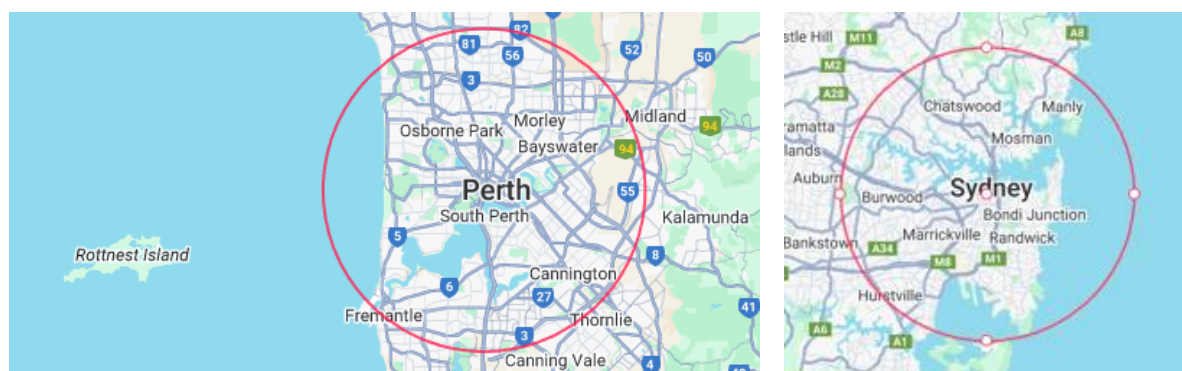 82
81
52
56
50
3
Morley
Midland
94
Osborne Park
Bayswater
94
Perth
55
South Perth
Kalamunda
5
8
Rottnest Island
Cannington
6
27
41
Fremantle
Thornlie
3
Canning Vale
4
stle Hill
M11
A8
M2
A28
Chatswood
Manly
ramatta
Mosman
lands
Auburn
Burwood
Sydney
Bondi Junction
Marrickville
Randwick
Bankstown
A34
M8
M1
Hurstville
A6
A1